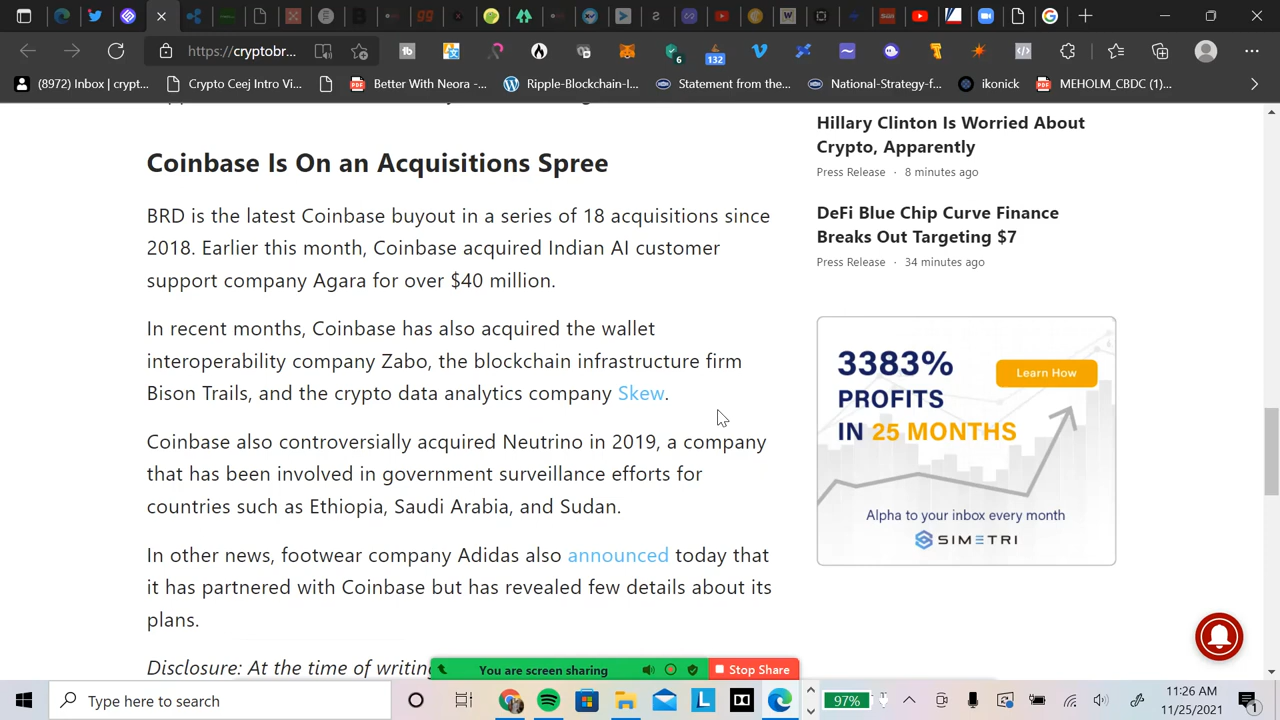 gg
W
https://cryptobr...
6
132
(8972) Inbox | crypt...
Crypto Ceej Intro Vi...
PDF
Better With Neora -...
Ripple-Blockchain-I...
Statement from the...
National-Strategy-f...
ikonick
PDF
MEHOLM_CBDC (1)...
Coinbase Is On an Acquisitions Spree
BRD is the latest Coinbase buyout in a series of 18 acquisitions since
2018. Earlier this month, Coinbase acquired Indian AI customer
support company Agara for over $40 million.
In recent months, Coinbase has also acquired the wallet
interoperability company Zabo, the blockchain infrastructure firm
Bison Trails, and the crypto data analytics company Skew.
Coinbase also controversially acquired Neutrino in 2019, a company
that has been involved in government surveillance efforts for
countries such as Ethiopia, Saudi Arabia, and Sudan.
In other news, footwear company Adidas also announced today that
it has partnered with Coinbase but has revealed few details about its
plans.
Disclosure: At the time of writing
Hillary Clinton Is Worried About
Crypto, Apparently
Press Release · 8 minutes ago
DeFi Blue Chip Curve Finance
Breaks Out Targeting $7
Press Release · 34 minutes ago
3383%
PROFITS
IN 25 MONTHS
Learn How
Alpha to your inbox every month
SIMETRI
You are screen sharing
Stop Share
Type here to search
L
97%
11:26 AM
11/25/2021
1